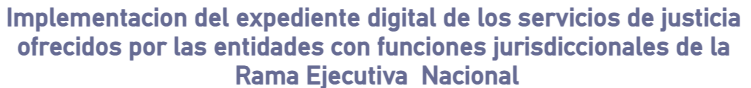 Implementacion del expediente digital de los servicios de justicia
ofrecidos por las entidades con funciones jurisdiccionales de la
Rama Ejecutiva Nacional